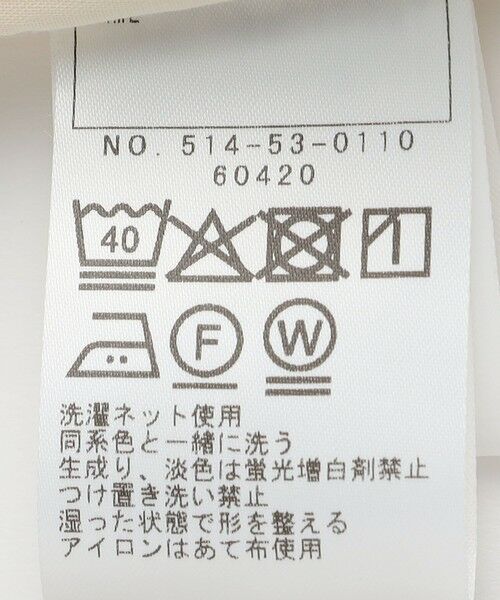 NO. 514-53-0110
60420
40
F
W
洗濯ネット使用
同系色と一緒に洗う
生成り、淡色は蛍光増白剤禁止
つけ置き洗い禁止
湿った状態で形を整える
アイロンはあて布使用